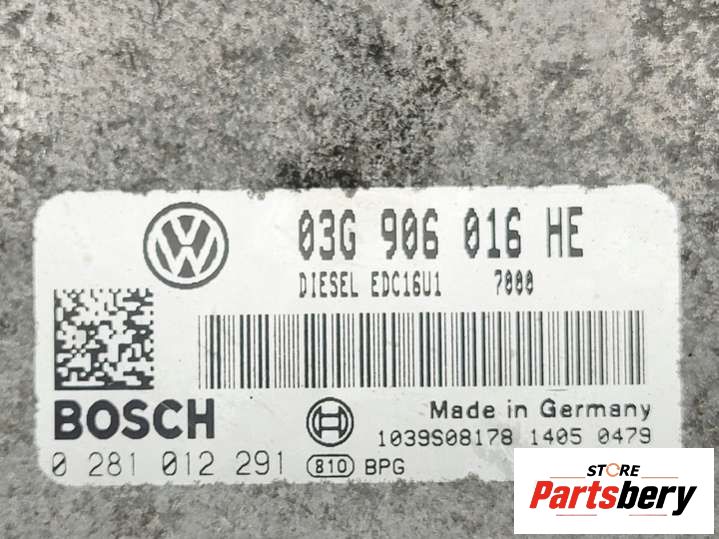 03G 906 016 HE
DIESEL EDC16U1 7000
BOSCH
Made in Germany
1039S08178 1405 0479
0 281 012 291 810 BPG
STORE
Partsbery